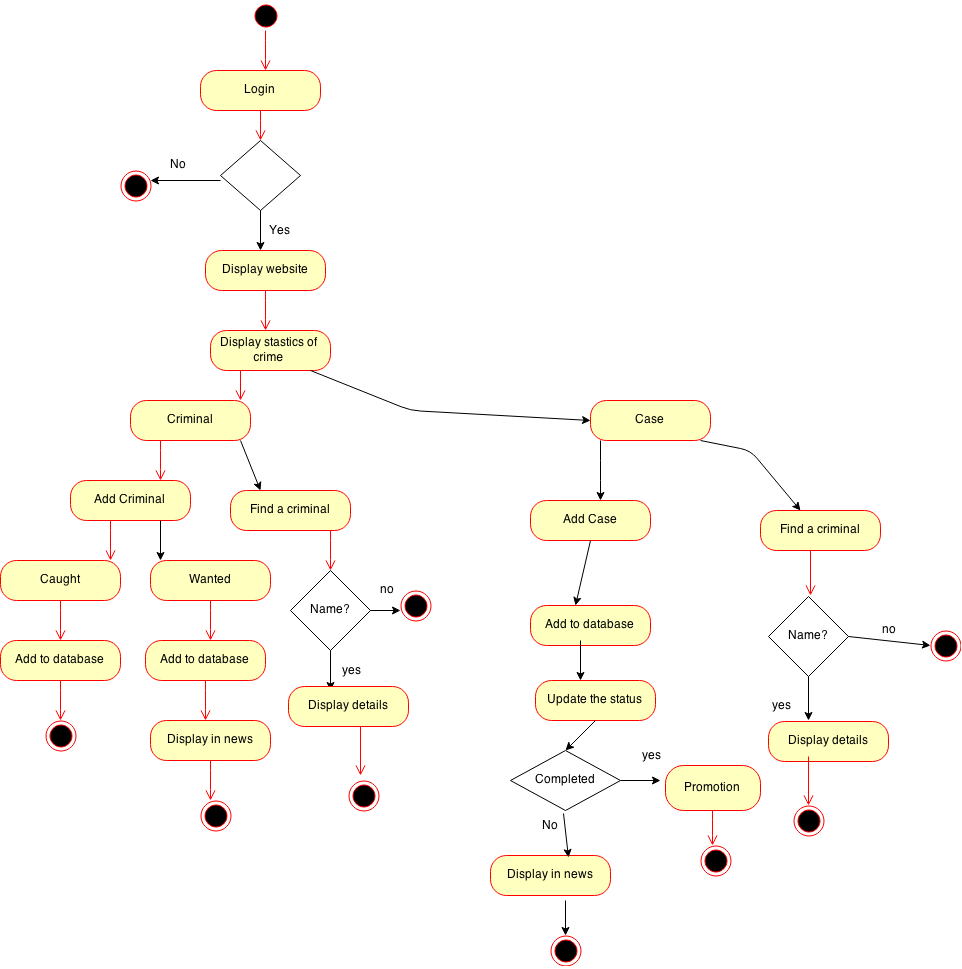 Login
No
Yes
Display website
Display stastics of
crime
Criminal
Case
Add Criminal
Find a criminal
Add Case
Find a criminal
Caught
Wanted
no
Name?
Add to database
Add to database
yes
Add to database
Name?
no
Display details
Update the status
yes
Display in news
Display details
Completed
yes
Promotion
No
Display in news